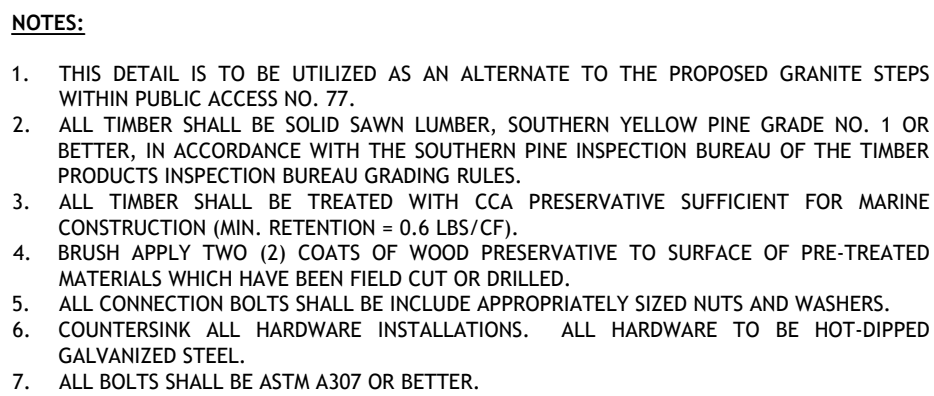 NOTES:
1. THIS DETAIL IS TO BE UTILIZED AS AN ALTERNATE TO THE PROPOSED GRANITE STEPS
WITHIN PUBLIC ACCESS NO. 77.
2. ALL TIMBER SHALL BE SOLID SAWN LUMBER, SOUTHERN YELLOW PINE GRADE NO. 1 OR
BETTER, IN ACCORDANCE WITH THE SOUTHERN PINE INSPECTION BUREAU OF THE TIMBER
PRODUCTS INSPECTION BUREAU GRADING RULES.
3. ALL TIMBER SHALL BE TREATED WITH CCA PRESERVATIVE SUFFICIENT FOR MARINE
CONSTRUCTION (MIN. RETENTION = 0.6 LBS/CF).
4. BRUSH APPLY TWO (2) COATS OF WOOD PRESERVATIVE TO SURFACE OF PRE-TREATED
MATERIALS WHICH HAVE BEEN FIELD CUT OR DRILLED.
5. ALL CONNECTION BOLTS SHALL BE INCLUDE APPROPRIATELY SIZED NUTS AND WASHERS.
6. COUNTERSINK ALL HARDWARE INSTALLATIONS. ALL HARDWARE TO BE HOT-DIPPED
GALVANIZED STEEL.
7. ALL BOLTS SHALL BE ASTM A307 OR BETTER.